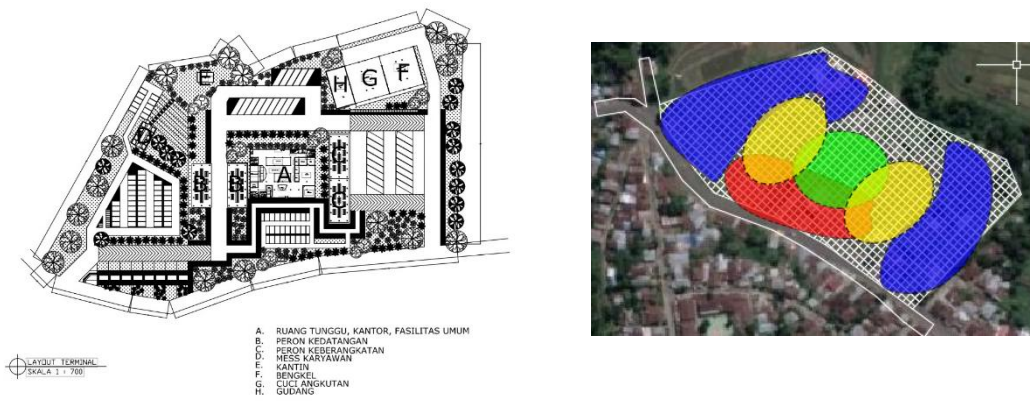 E
H G F
D
B B
A
C
C
A. RUANG TUNGGU, KANTOR, FASILITAS UMUM
B. PERON KEDATANGAN
C. PERON KEBERANGKATAN
D. MESS KARYAWAN
E. KANTIN
F. BENGKEL
G. CUCI ANGKUTAN
H. GUDANG
LAYOUT TERMINAL
SKALA 1 : 700